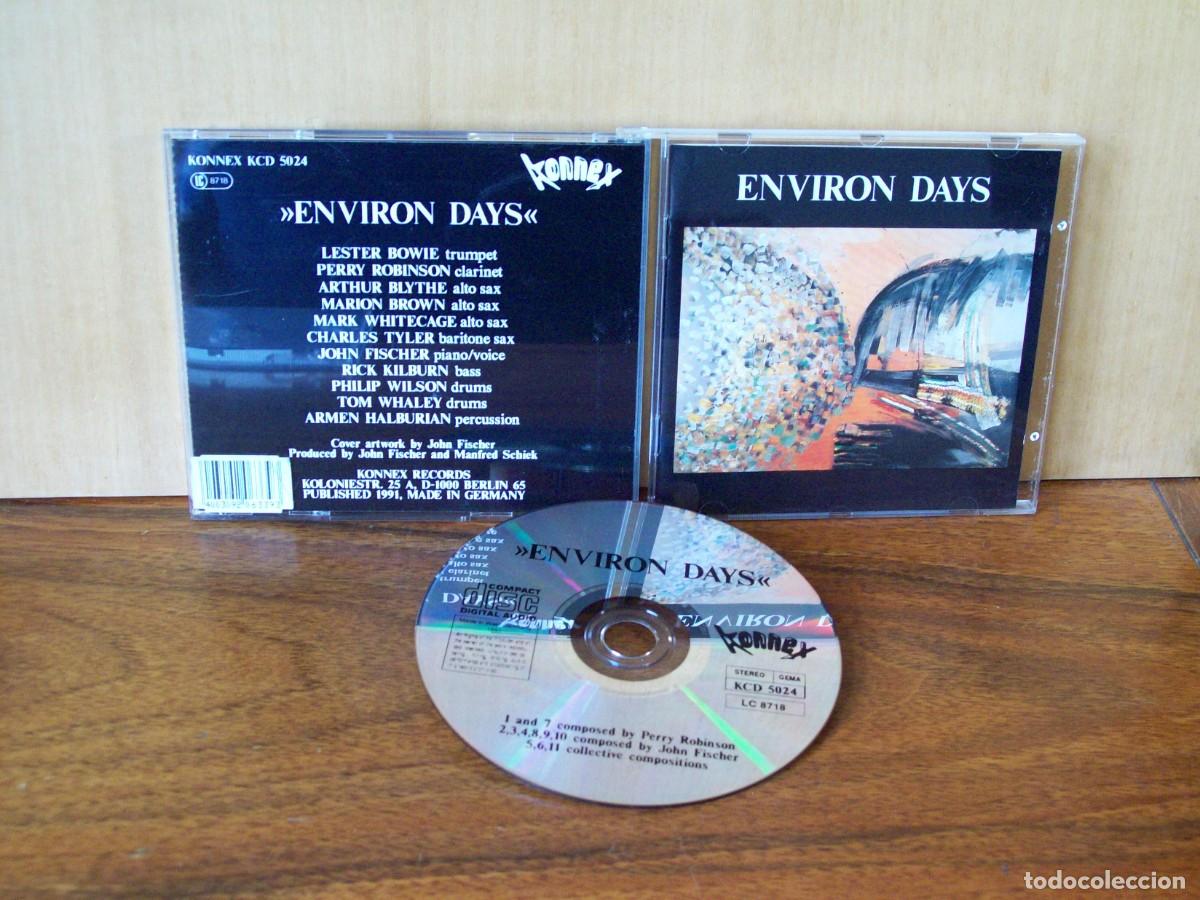 KONNEX KCD 5024
LC 8718
Konnex
»ENVIRON DAYS«
LESTER BOWIE trumpet
PERRY ROBINSON clarinet
ARTHUR BLYTHE alto sax
MARION BROWN alto sax
MARK WHITECAGE alto sax
CHARLES TYLER baritone sax
JOHN FISCHER piano/voice
RICK KILBURN bass
PHILIP WILSON drums
TOM WHALEY drums
ARMEN HALBURIAN percussion
Cover artwork by John Fischer
Produced by John Fischer and Manfred Schiek
KONNEX RECORDS
KOLONIESTR. 25 A, D-1000 BERLIN 65
PUBLISHED 1991, MADE IN GERMANY
ENVIRON DAYS
»ENVIRON DAYS«
COMPACT
disc
DIGITAL AUDIO
Konnex
STEREO GEMA
KCD 5024
LC 8718
1 and 7 composed by Perry Robinson
2,3,4,8,9,10 composed by John Fischer
5,6,11 collective compositions
todocoleccion